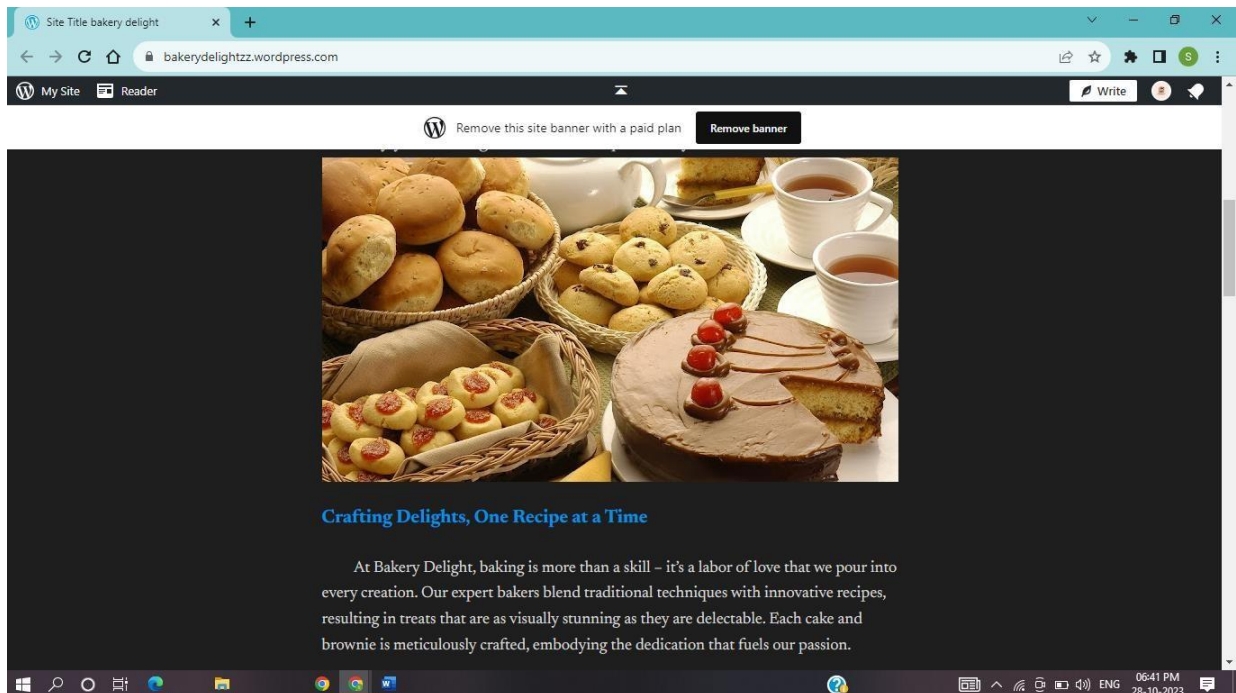 Site Title bakery delight
bakerydelightzz.wordpress.com
S
My Site Reader Write
Remove this site banner with a paid plan Remove banner
Crafting Delights, One Recipe at a Time
At Bakery Delight, baking is more than a skill – it's a labor of love that we pour into
every creation. Our expert bakers blend traditional techniques with innovative recipes,
resulting in treats that are as visually stunning as they are delectable. Each cake and
brownie is meticulously crafted, embodying the dedication that fuels our passion.
ENG
06:41 PM
28-10-2023